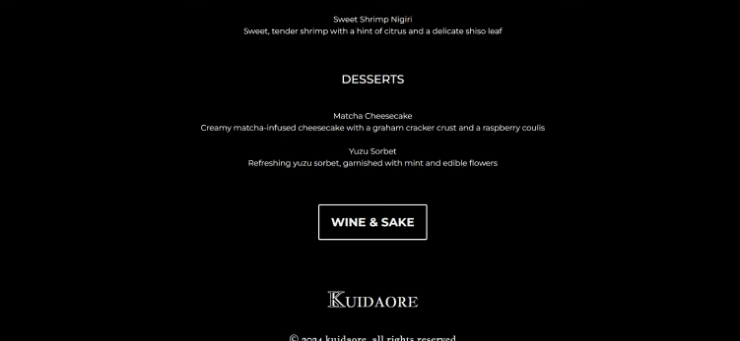 Sweet Shrimp Nigiri
Sweet, tender shrimp with a hint of citrus and a delicate shiso leaf
DESSERTS
Matcha Cheesecake
Creamy matcha-infused cheesecake with a graham cracker crust and a raspberry coulis
Yuzu Sorbet
Refreshing yuzu sorbet, garnished with mint and edible flowers
WINE & SAKE
KUIDAORE
© 2024 kuidaore, all rights reserved